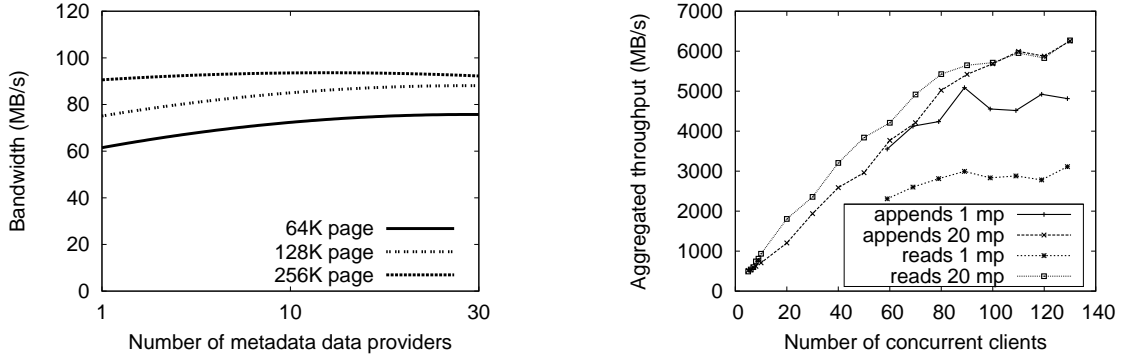 Bandwidth (MB/s)
120
100
80
60
40
20
0
64K page
128K page
256K page
1
10
30
Number of metadata data providers
Aggregated throughput (MB/s)
7000
6000
5000
4000
3000
2000
1000
0
appends 1 mp
appends 20 mp
reads 1 mp
reads 20 mp
0 20 40 60 80 100 120 140
Number of concurrent clients